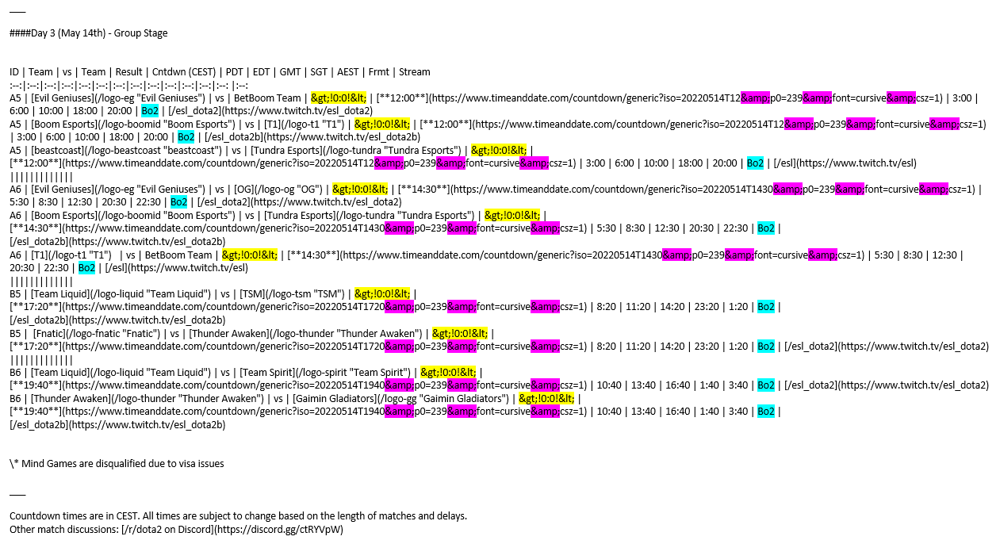 ___
####Day 3 (May 14th) - Group Stage
ID | Team | vs | Team | Result | Cntdwn (CEST) | PDT | EDT | GMT | SGT | AEST | Frmt | Stream
:--:|:--:|:--:|:--:|:--:|:--:|:--:|:--:|:--:|:--:|:--:|:--: |:--:
A5 | [Evil Geniuses](/logo-eg "Evil Geniuses") | vs | BetBoom Team | &gt;!0:0!&lt; | [**12:00**](https://www.timeanddate.com/countdown/generic?iso=20220514T12&amp;p0=239&amp;font=cursive&amp;csz=1) | 3:00 |
6:00 | 10:00 | 18:00 | 20:00 | Bo2 | [/esl_dota2](https://www.twitch.tv/esl_dota2)
A5 | [Boom Esports](/logo-boomid "Boom Esports") | vs | [T1](/logo-t1 "T1") | &gt;!0:0!&lt; | [**12:00**](https://www.timeanddate.com/countdown/generic?iso=20220514T12&amp;p0=239&amp;font=cursive&amp;csz=1)
| 3:00 | 6:00 | 10:00 | 18:00 | 20:00 | Bo2 | [/esl_dota2b](https://www.twitch.tv/esl_dota2b)
A5 | [beastcoast](/logo-beastcoast "beastcoast") | vs | [Tundra Esports](/logo-tundra "Tundra Esports") | &gt;!0:0!&lt; |
[**12:00**](https://www.timeanddate.com/countdown/generic?iso=20220514T12&amp;p0=239&amp;font=cursive&amp;csz=1) | 3:00 | 6:00 | 10:00 | 18:00 | 20:00 | Bo2 | [/esl](https://www.twitch.tv/esl)
| | | | | | | | | | | | |
A6 | [Evil Geniuses](/logo-eg "Evil Geniuses") | vs | [OG](/logo-og "OG") | &gt;!0:0!&lt; | [**14:30**](https://www.timeanddate.com/countdown/generic?iso=20220514T1430&amp;p0=239&amp;font=cursive&amp;csz=1) |
5:30 | 8:30 | 12:30 | 20:30 | 22:30 | Bo2 | [/esl_dota2](https://www.twitch.tv/esl_dota2)
A6 | [Boom Esports](/logo-boomid "Boom Esports") | vs | [Tundra Esports](/logo-tundra "Tundra Esports") | &gt;!0:0!&lt; |
[**14:30**](https://www.timeanddate.com/countdown/generic?iso=20220514T1430&amp;p0=239&amp;font=cursive&amp;csz=1) | 5:30 | 8:30 | 12:30 | 20:30 | 22:30 | Bo2 |
[/esl_dota2b](https://www.twitch.tv/esl_dota2b)
A6 | [T1](/logo-t1 "T1") | vs | BetBoom Team | &gt;!0:0!&lt; | [**14:30**](https://www.timeanddate.com/countdown/generic?iso=20220514T1430&amp;p0=239&amp;font=cursive&amp;csz=1) | 5:30 | 8:30 | 12:30 |
20:30 | 22:30 | Bo2 | [/esl](https://www.twitch.tv/esl)
| | | | | | | | | | | | |
B5 | [Team Liquid](/logo-liquid "Team Liquid") | vs | [TSM](/logo-tsm "TSM") | &gt;!0:0!&lt; |
[**17:20**](https://www.timeanddate.com/countdown/generic?iso=20220514T1720&amp;p0=239&amp;font=cursive&amp;csz=1) | 8:20 | 11:20 | 14:20 | 23:20 | 1:20 | Bo2 |
[/esl_dota2b](https://www.twitch.tv/esl_dota2b)
B5 | [Fnatic](/logo-fnatic "Fnatic") | vs | [Thunder Awaken](/logo-thunder "Thunder Awaken") | &gt;!0:0!&lt; |
[**17:20**](https://www.timeanddate.com/countdown/generic?iso=20220514T1720&amp;p0=239&amp;font=cursive&amp;csz=1) | 8:20 | 11:20 | 14:20 | 23:20 | 1:20 | Bo2 | [/esl_dota2](https://www.twitch.tv/esl_dota2)
| | | | | | | | | | | | |
B6 | [Team Liquid](/logo-liquid "Team Liquid") | vs | [Team Spirit](/logo-spirit "Team Spirit") | &gt;!0:0!&lt; |
[**19:40**](https://www.timeanddate.com/countdown/generic?iso=20220514T1940&amp;p0=239&amp;font=cursive&amp;csz=1) | 10:40 | 13:40 | 16:40 | 1:40 | 3:40 | Bo2 | [/esl_dota2](https://www.twitch.tv/esl_dota2)
B6 | [Thunder Awaken](/logo-thunder "Thunder Awaken") | vs | [Gaimin Gladiators](/logo-gg "Gaimin Gladiators") | &gt;!0:0!&lt; |
[**19:40**](https://www.timeanddate.com/countdown/generic?iso=20220514T1940&amp;p0=239&amp;font=cursive&amp;csz=1) | 10:40 | 13:40 | 16:40 | 1:40 | 3:40 | Bo2 |
[/esl_dota2b](https://www.twitch.tv/esl_dota2b)
\* Mind Games are disqualified due to visa issues
___
Countdown times are in CEST. All times are subject to change based on the length of matches and delays.
Other match discussions: [/r/dota2 on Discord](https://discord.gg/ctRYVpW)